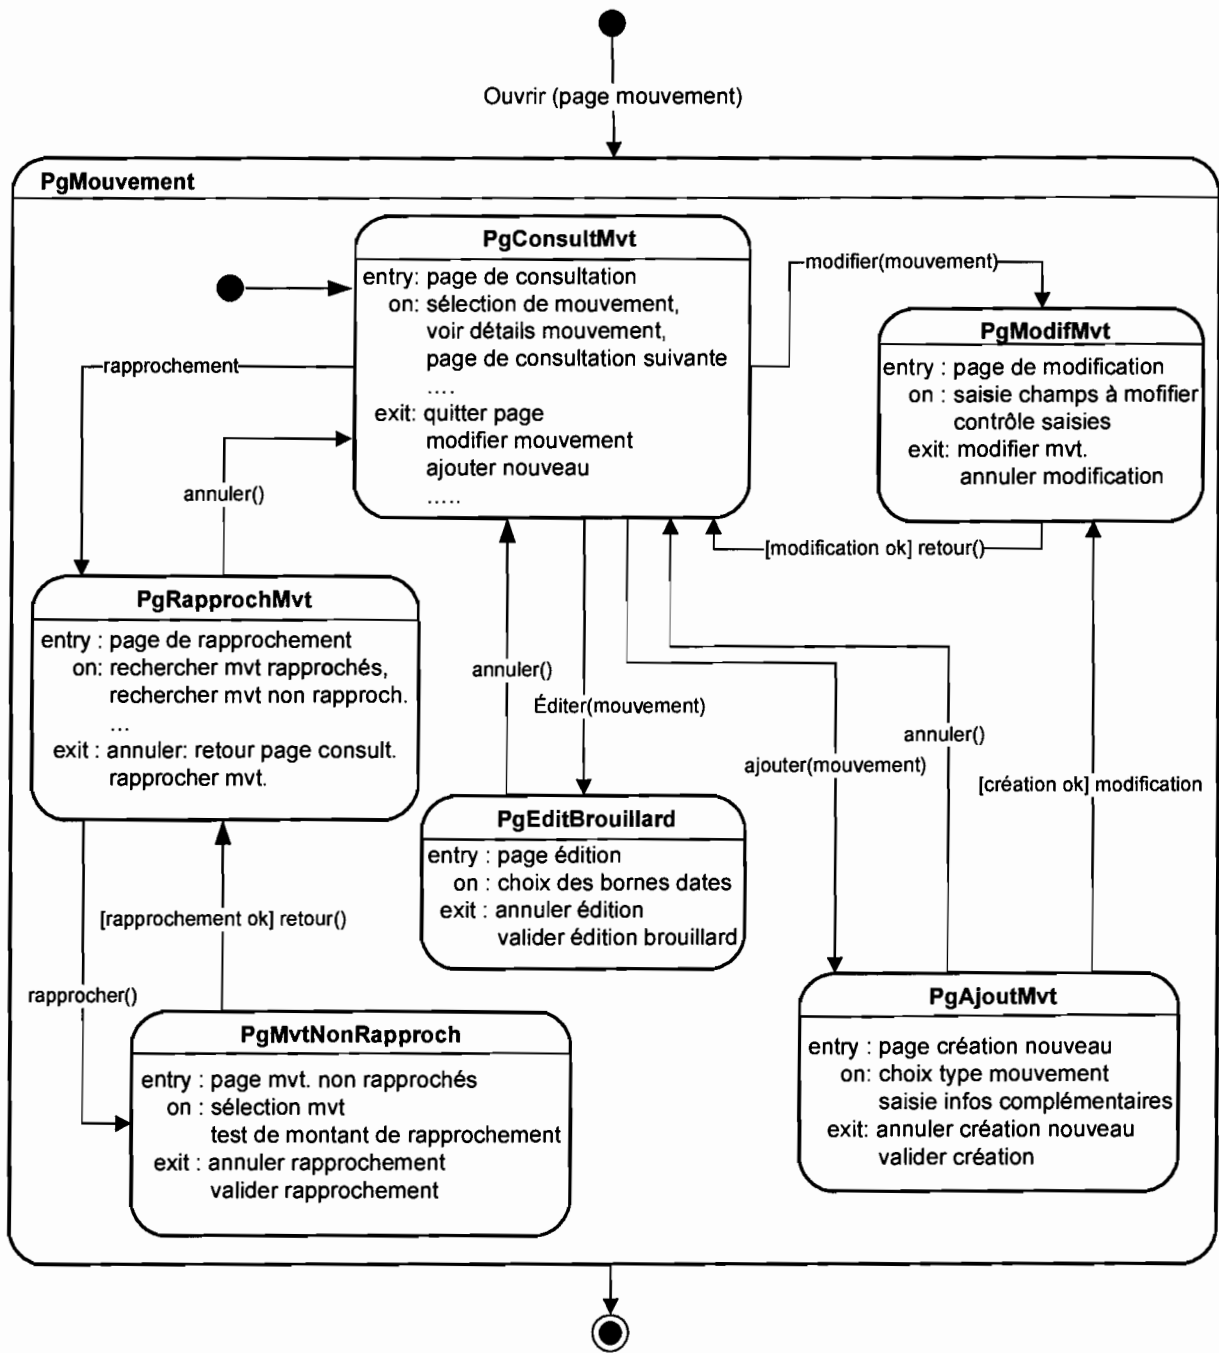 Ouvrir (page mouvement)
PgMouvement
PgConsultMvt
entry: page de consultation
on: sélection de mouvement,
voir détails mouvement,
page de consultation suivante
....
exit: quitter page
modifier mouvement
ajouter nouveau
.....
modifier(mouvement)
PgModifMvt
entry : page de modification
on : saisie champs à mofifier
contrôle saisies
exit: modifier mvt.
annuler modification
rapprochement
annuler()
[modification ok] retour()
PgRapprochMvt
entry : page de rapprochement
on: rechercher mvt rapprochés,
rechercher mvt non rapproch.
...
exit : annuler: retour page consult.
rapprocher mvt.
annuler()
Éditer(mouvement)
annuler()
ajouter(mouvement)
[création ok] modification
PgEditBrouillard
entry : page édition
on : choix des bornes dates
exit : annuler édition
valider édition brouillard
[rapprochement ok] retour()
rapprocher()
PgMvtNonRapproch
entry : page mvt. non rapprochés
on : sélection mvt
test de montant de rapprochement
exit : annuler rapprochement
valider rapprochement
PgAjoutMvt
entry : page création nouveau
on: choix type mouvement
saisie infos complémentaires
exit: annuler création nouveau
valider création